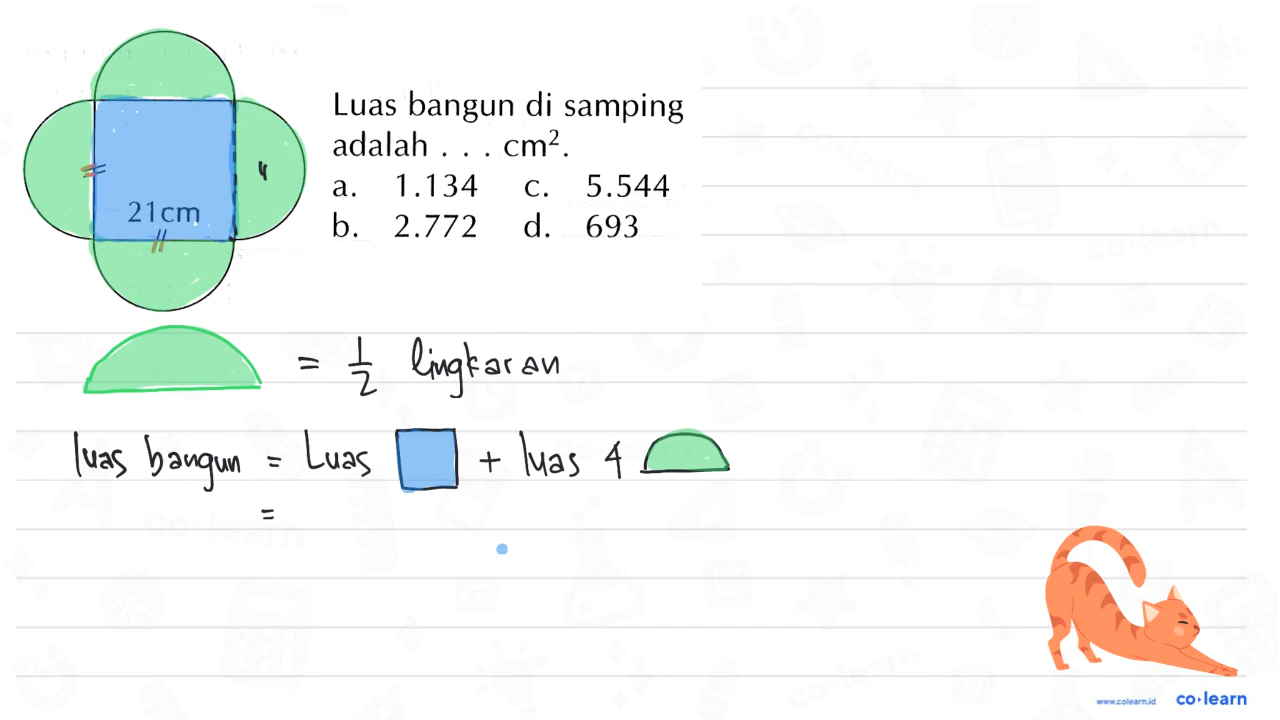 21cm
Luas bangun di samping
adalah . . . cm².
a. 1.134 c. 5.544
b. 2.772 d. 693
4
= 1/2 lingkaran
luas bangun = Luas + luas 4
=
www.colearn.id co·learn